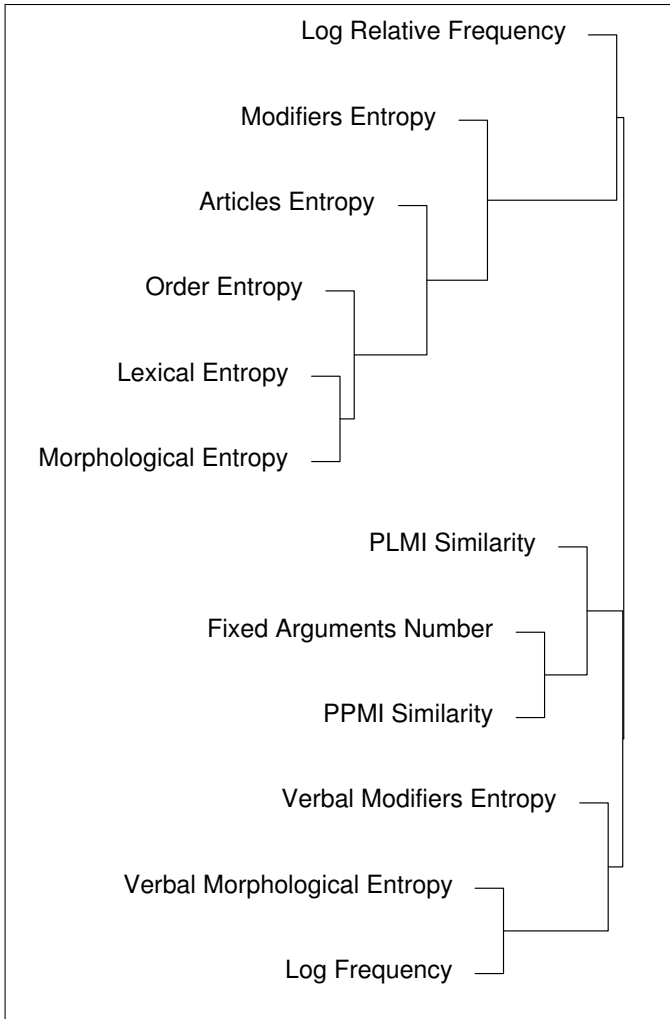 Log Relative Frequency
Modifiers Entropy
Articles Entropy
Order Entropy
Lexical Entropy
Morphological Entropy
PLMI Similarity
Fixed Arguments Number
PPMI Similarity
Verbal Modifiers Entropy
Verbal Morphological Entropy
Log Frequency